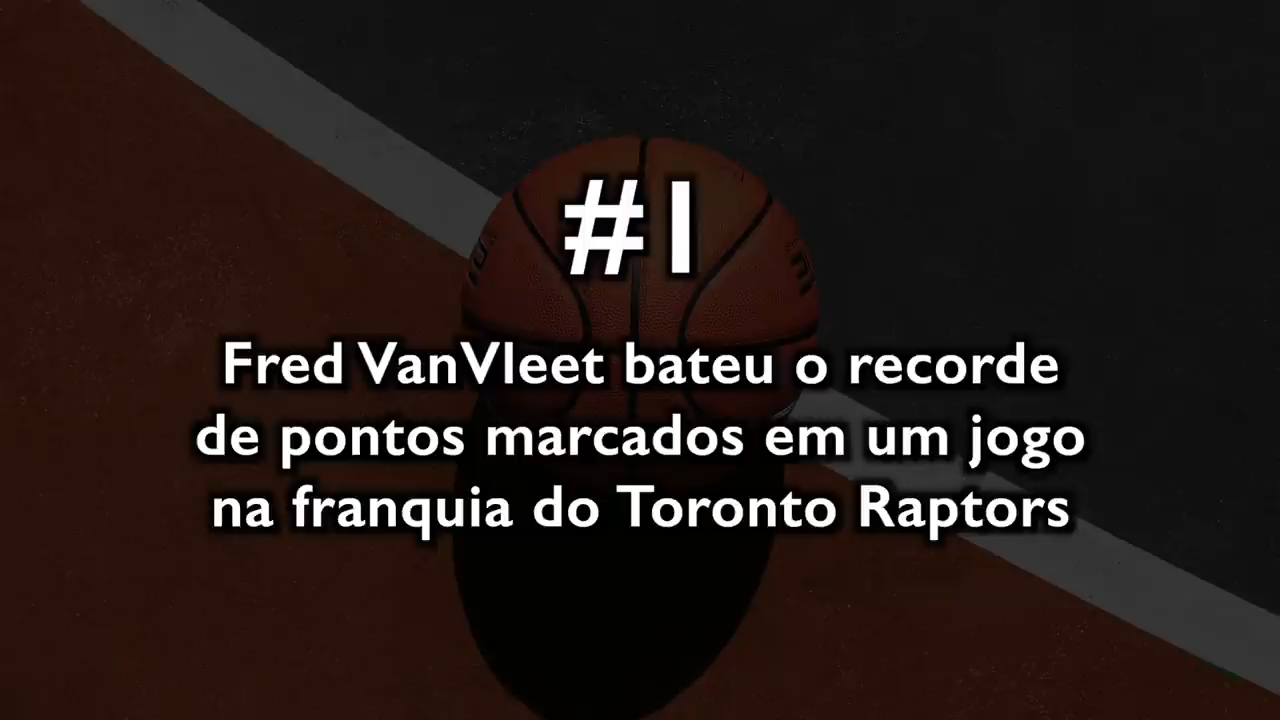 #1
Fred VanVleet bateu o recorde
de pontos marcados em um jogo
na franquia do Toronto Raptors